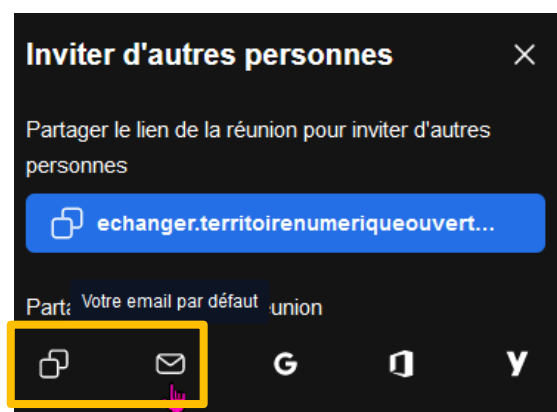 Inviter d'autres personnes
Partager le lien de la réunion pour inviter d'autres
personnes
echanger.territoirenumeriqueouvert...
Votre email par défaut
union